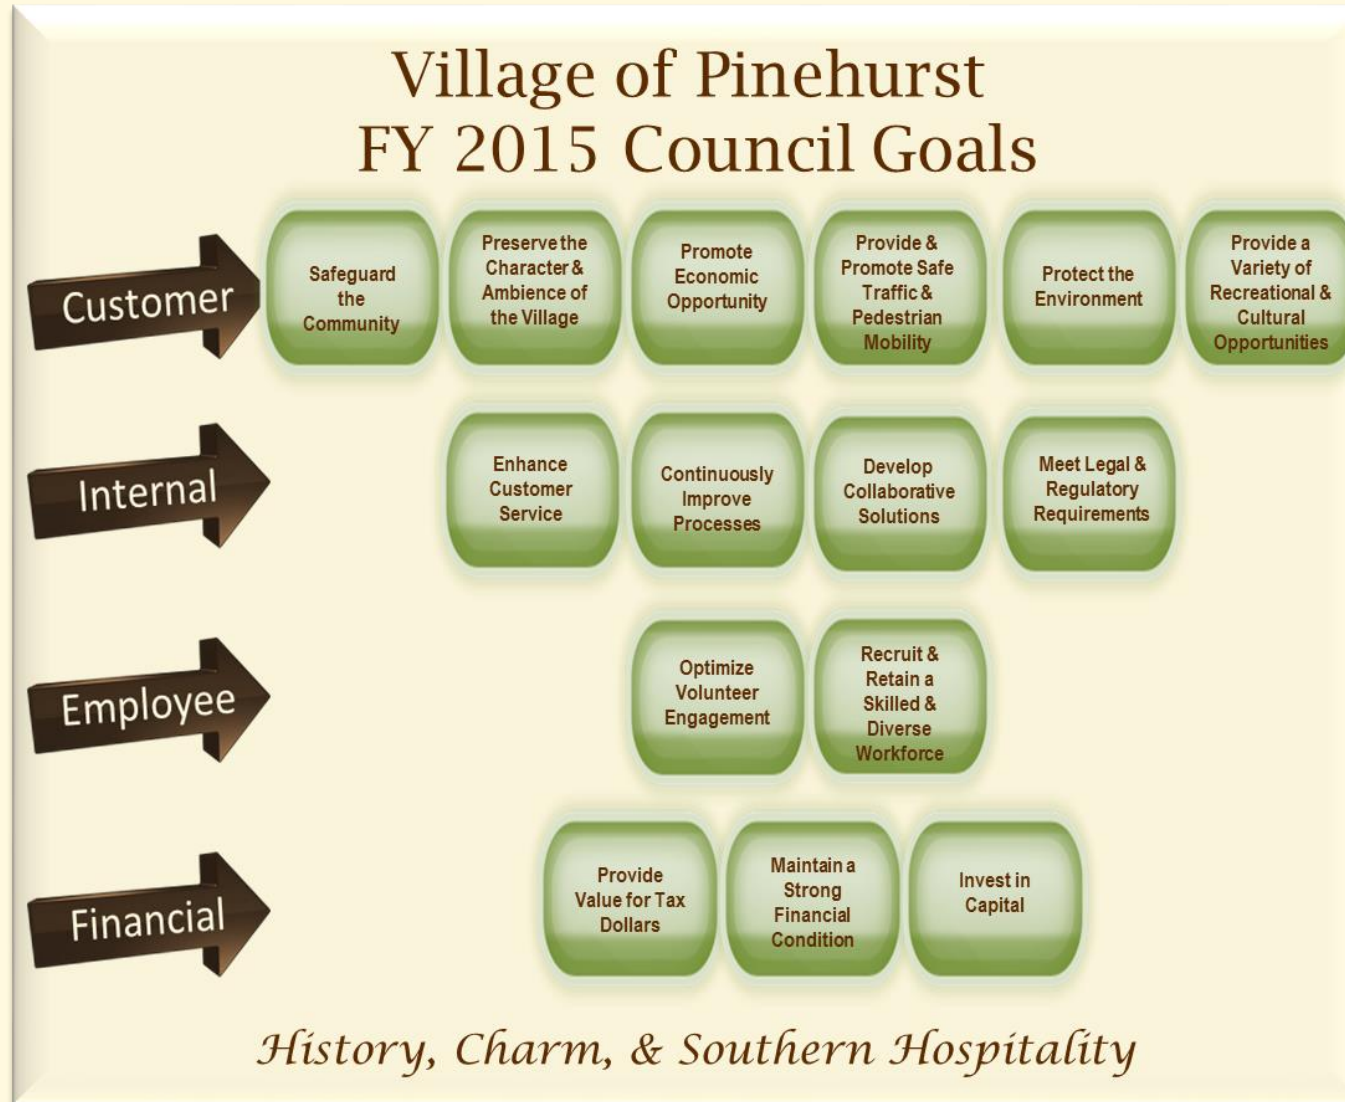 Village of Pinehurst
FY 2015 Council Goals
Customer
Safeguard
the
Community
Preserve the
Character &
Ambience of
the Village
Promote
Economic
Opportunity
Provide &
Promote Safe
Traffic &
Pedestrian
Mobility
Protect the
Environment
Provide a
Variety of
Recreational &
Cultural
Opportunities
Internal
Enhance
Customer
Service
Continuously
Improve
Processes
Develop
Collaborative
Solutions
Meet Legal &
Regulatory
Requirements
Employee
Optimize
Volunteer
Engagement
Recruit &
Retain a
Skilled &
Diverse
Workforce
Financial
Provide
Value for Tax
Dollars
Maintain a
Strong
Financial
Condition
Invest in
Capital
History, Charm, & Southern Hospitality